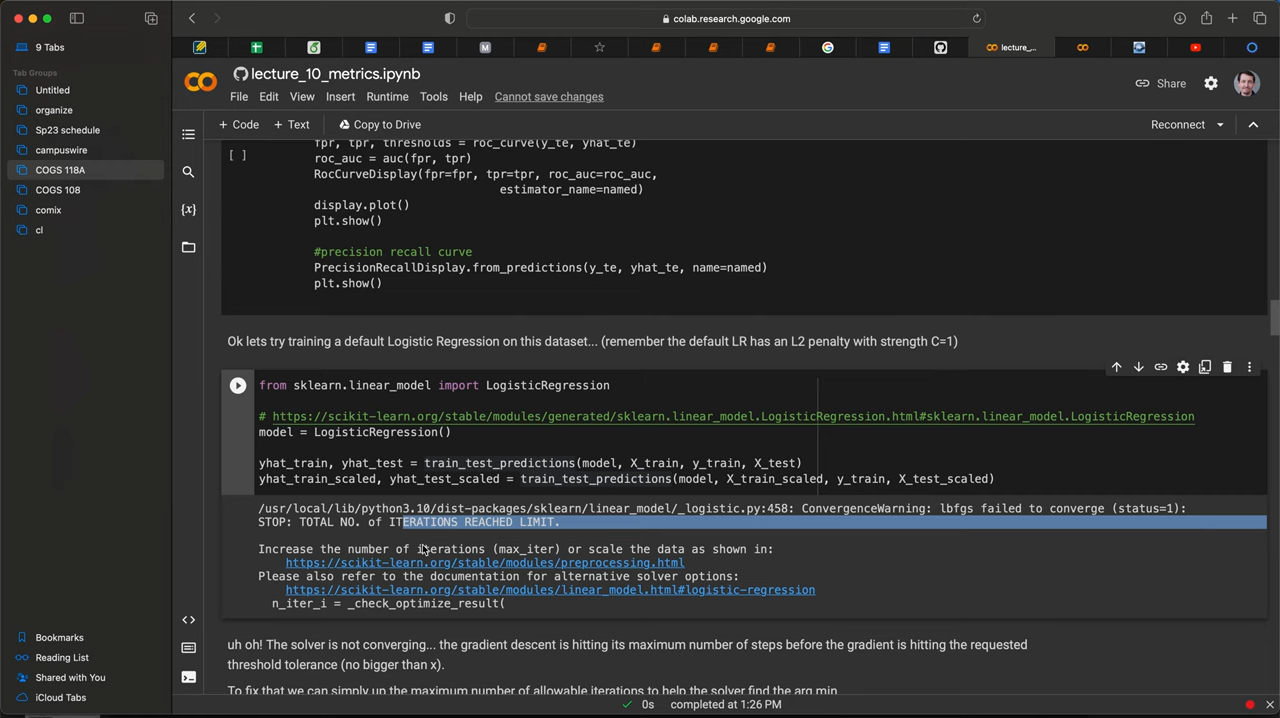 colab.research.google.com
9 Tabs
Tab Groups
Untitled
organize
Sp23 schedule
campuswire
COGS 118A
COGS 108
comix
cl
Bookmarks
Reading List
Shared with You
iCloud Tabs
lecture_...
lecture_10_metrics.ipynb
File Edit View Insert Runtime Tools Help Cannot save changes
Share
+ Code + Text Copy to Drive
Reconnect
[ ]
fpr, tpr, thresholds = roc_curve(y_te, yhat_te)
roc_auc = auc(fpr, tpr)
RocCurveDisplay(fpr=fpr, tpr=tpr, roc_auc=roc_auc,
estimator_name=named)
display.plot()
plt.show()
#precision recall curve
PrecisionRecallDisplay.from_predictions(y_te, yhat_te, name=named)
plt.show()
Ok lets try training a default Logistic Regression on this dataset... (remember the default LR has an L2 penalty with strength C=1)
from sklearn.linear_model import LogisticRegression
# https://scikit-learn.org/stable/modules/generated/sklearn.linear_model.LogisticRegression.html#sklearn.linear_model.LogisticRegression
model = LogisticRegression()
yhat_train, yhat_test = train_test_predictions(model, X_train, y_train, X_test)
yhat_train_scaled, yhat_test_scaled = train_test_predictions(model, X_train_scaled, y_train, X_test_scaled)
/usr/local/lib/python3.10/dist-packages/sklearn/linear_model/_logistic.py:458: ConvergenceWarning: lbfgs failed to converge (status=1):
STOP: TOTAL NO. of ITERATIONS REACHED LIMIT.
Increase the number of iterations (max_iter) or scale the data as shown in:
https://scikit-learn.org/stable/modules/preprocessing.html
Please also refer to the documentation for alternative solver options:
https://scikit-learn.org/stable/modules/linear_model.html#logistic-regression
n_iter_i = _check_optimize_result(
uh oh! The solver is not converging... the gradient descent is hitting its maximum number of steps before the gradient is hitting the requested
threshold tolerance (no bigger than x).
To fix that we can simply up the maximum number of allowable iterations to help the solver find the arg min
0s completed at 1:26 PM